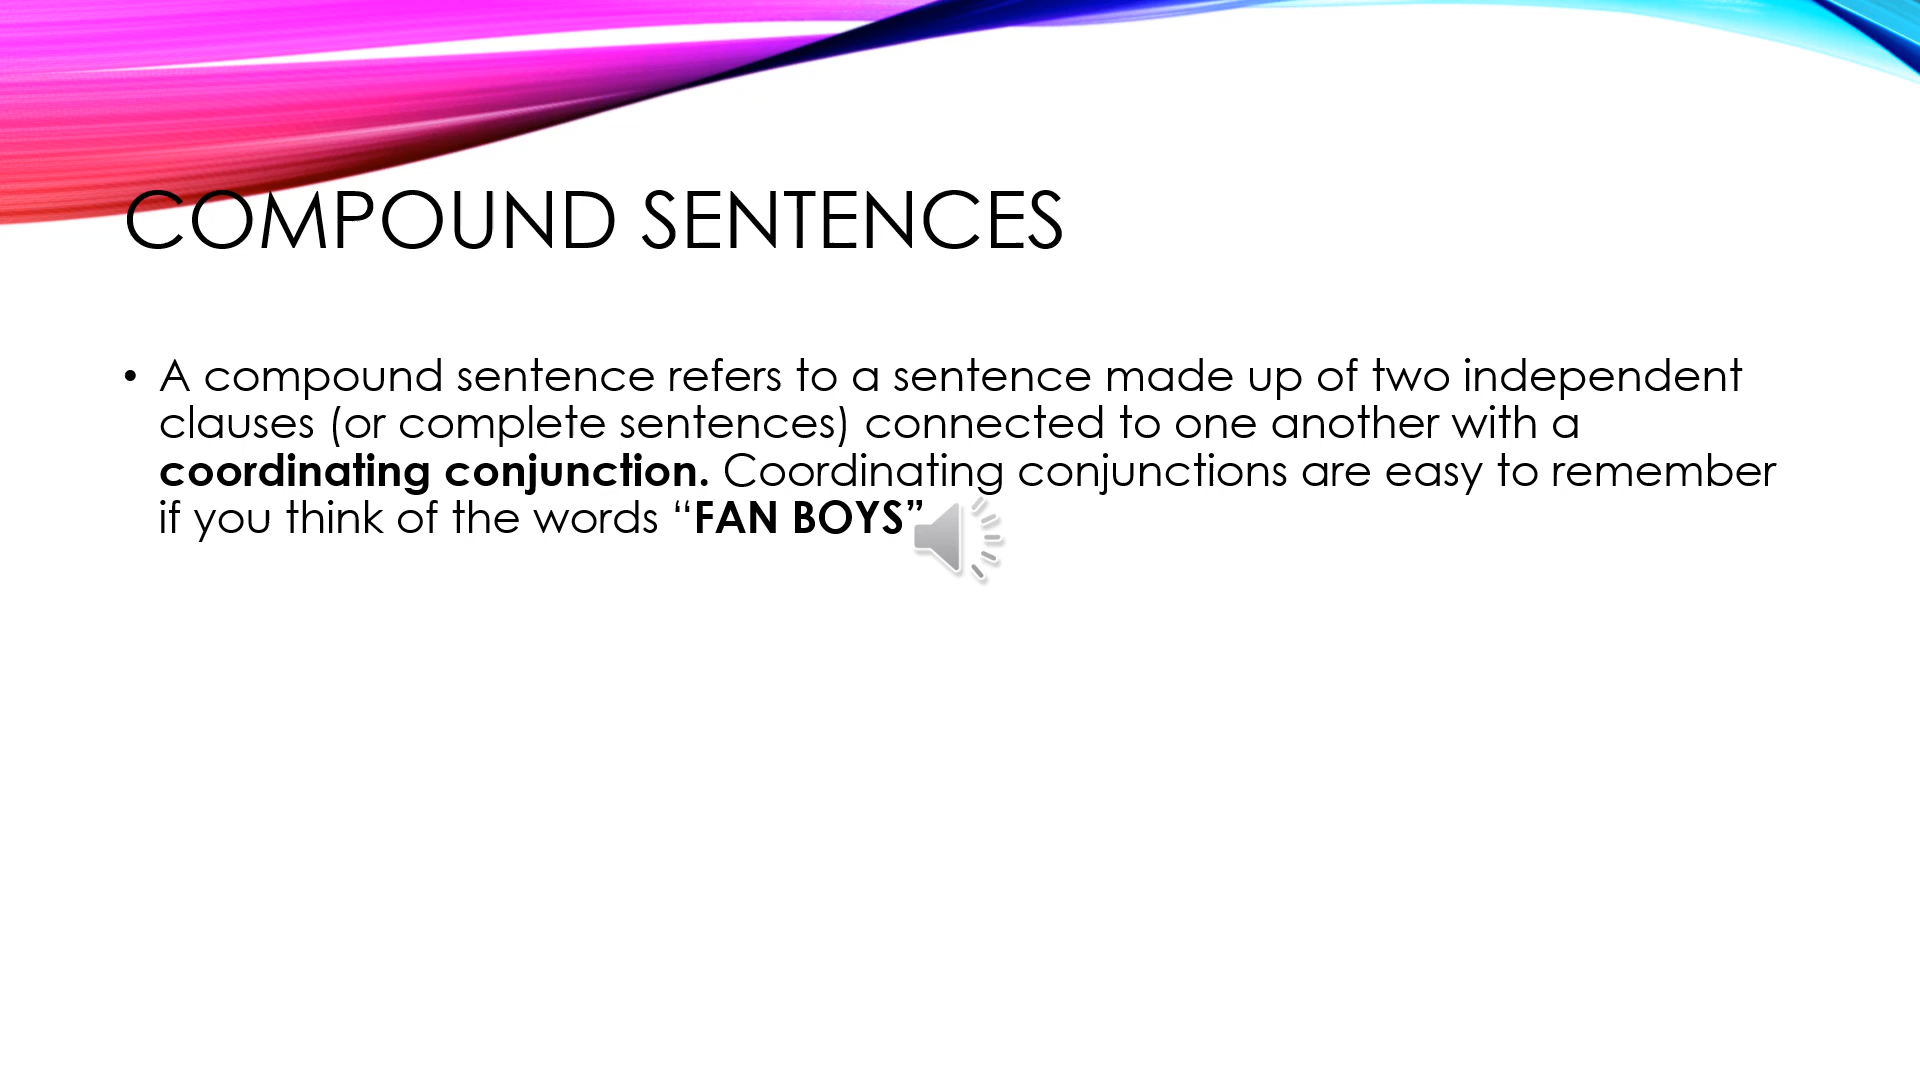 COMPOUND SENTENCES
• A compound sentence refers to a sentence made up of two independent
clauses (or complete sentences) connected to one another with a
coordinating conjunction. Coordinating conjunctions are easy to remember
if you think of the words “FAN BOYS”